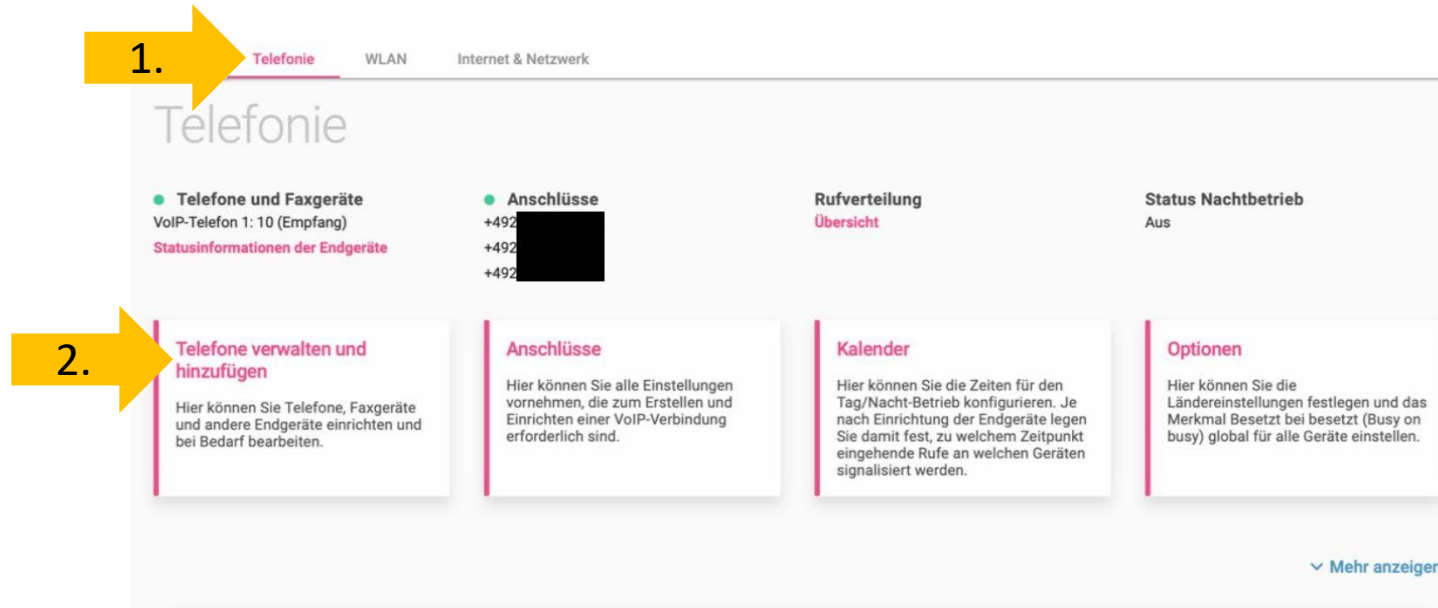 1.
Telefonie WLAN Internet & Netzwerk
Telefonie
Telefone und Faxgeräte
VoIP-Telefon 1: 10 (Empfang)
Statusinformationen der Endgeräte
Anschlüsse
+492
+492
+492
Rufverteilung
Übersicht
Status Nachtbetrieb
Aus
2.
Telefone verwalten und
hinzufügen
Hier können Sie Telefone, Faxgeräte
und andere Endgeräte einrichten und
bei Bedarf bearbeiten.
Anschlüsse
Hier können Sie alle Einstellungen
vornehmen, die zum Erstellen und
Einrichten einer VoIP-Verbindung
erforderlich sind.
Kalender
Hier können Sie die Zeiten für den
Tag/Nacht-Betrieb konfigurieren. Je
nach Einrichtung der Endgeräte legen
Sie damit fest, zu welchem Zeitpunkt
eingehende Rufe an welchen Geräten
signalisiert werden.
Optionen
Hier können Sie die
Ländereinstellungen festlegen und das
Merkmal Besetzt bei besetzt (Busy on
busy) global für alle Geräte einstellen.
Mehr anzeigen